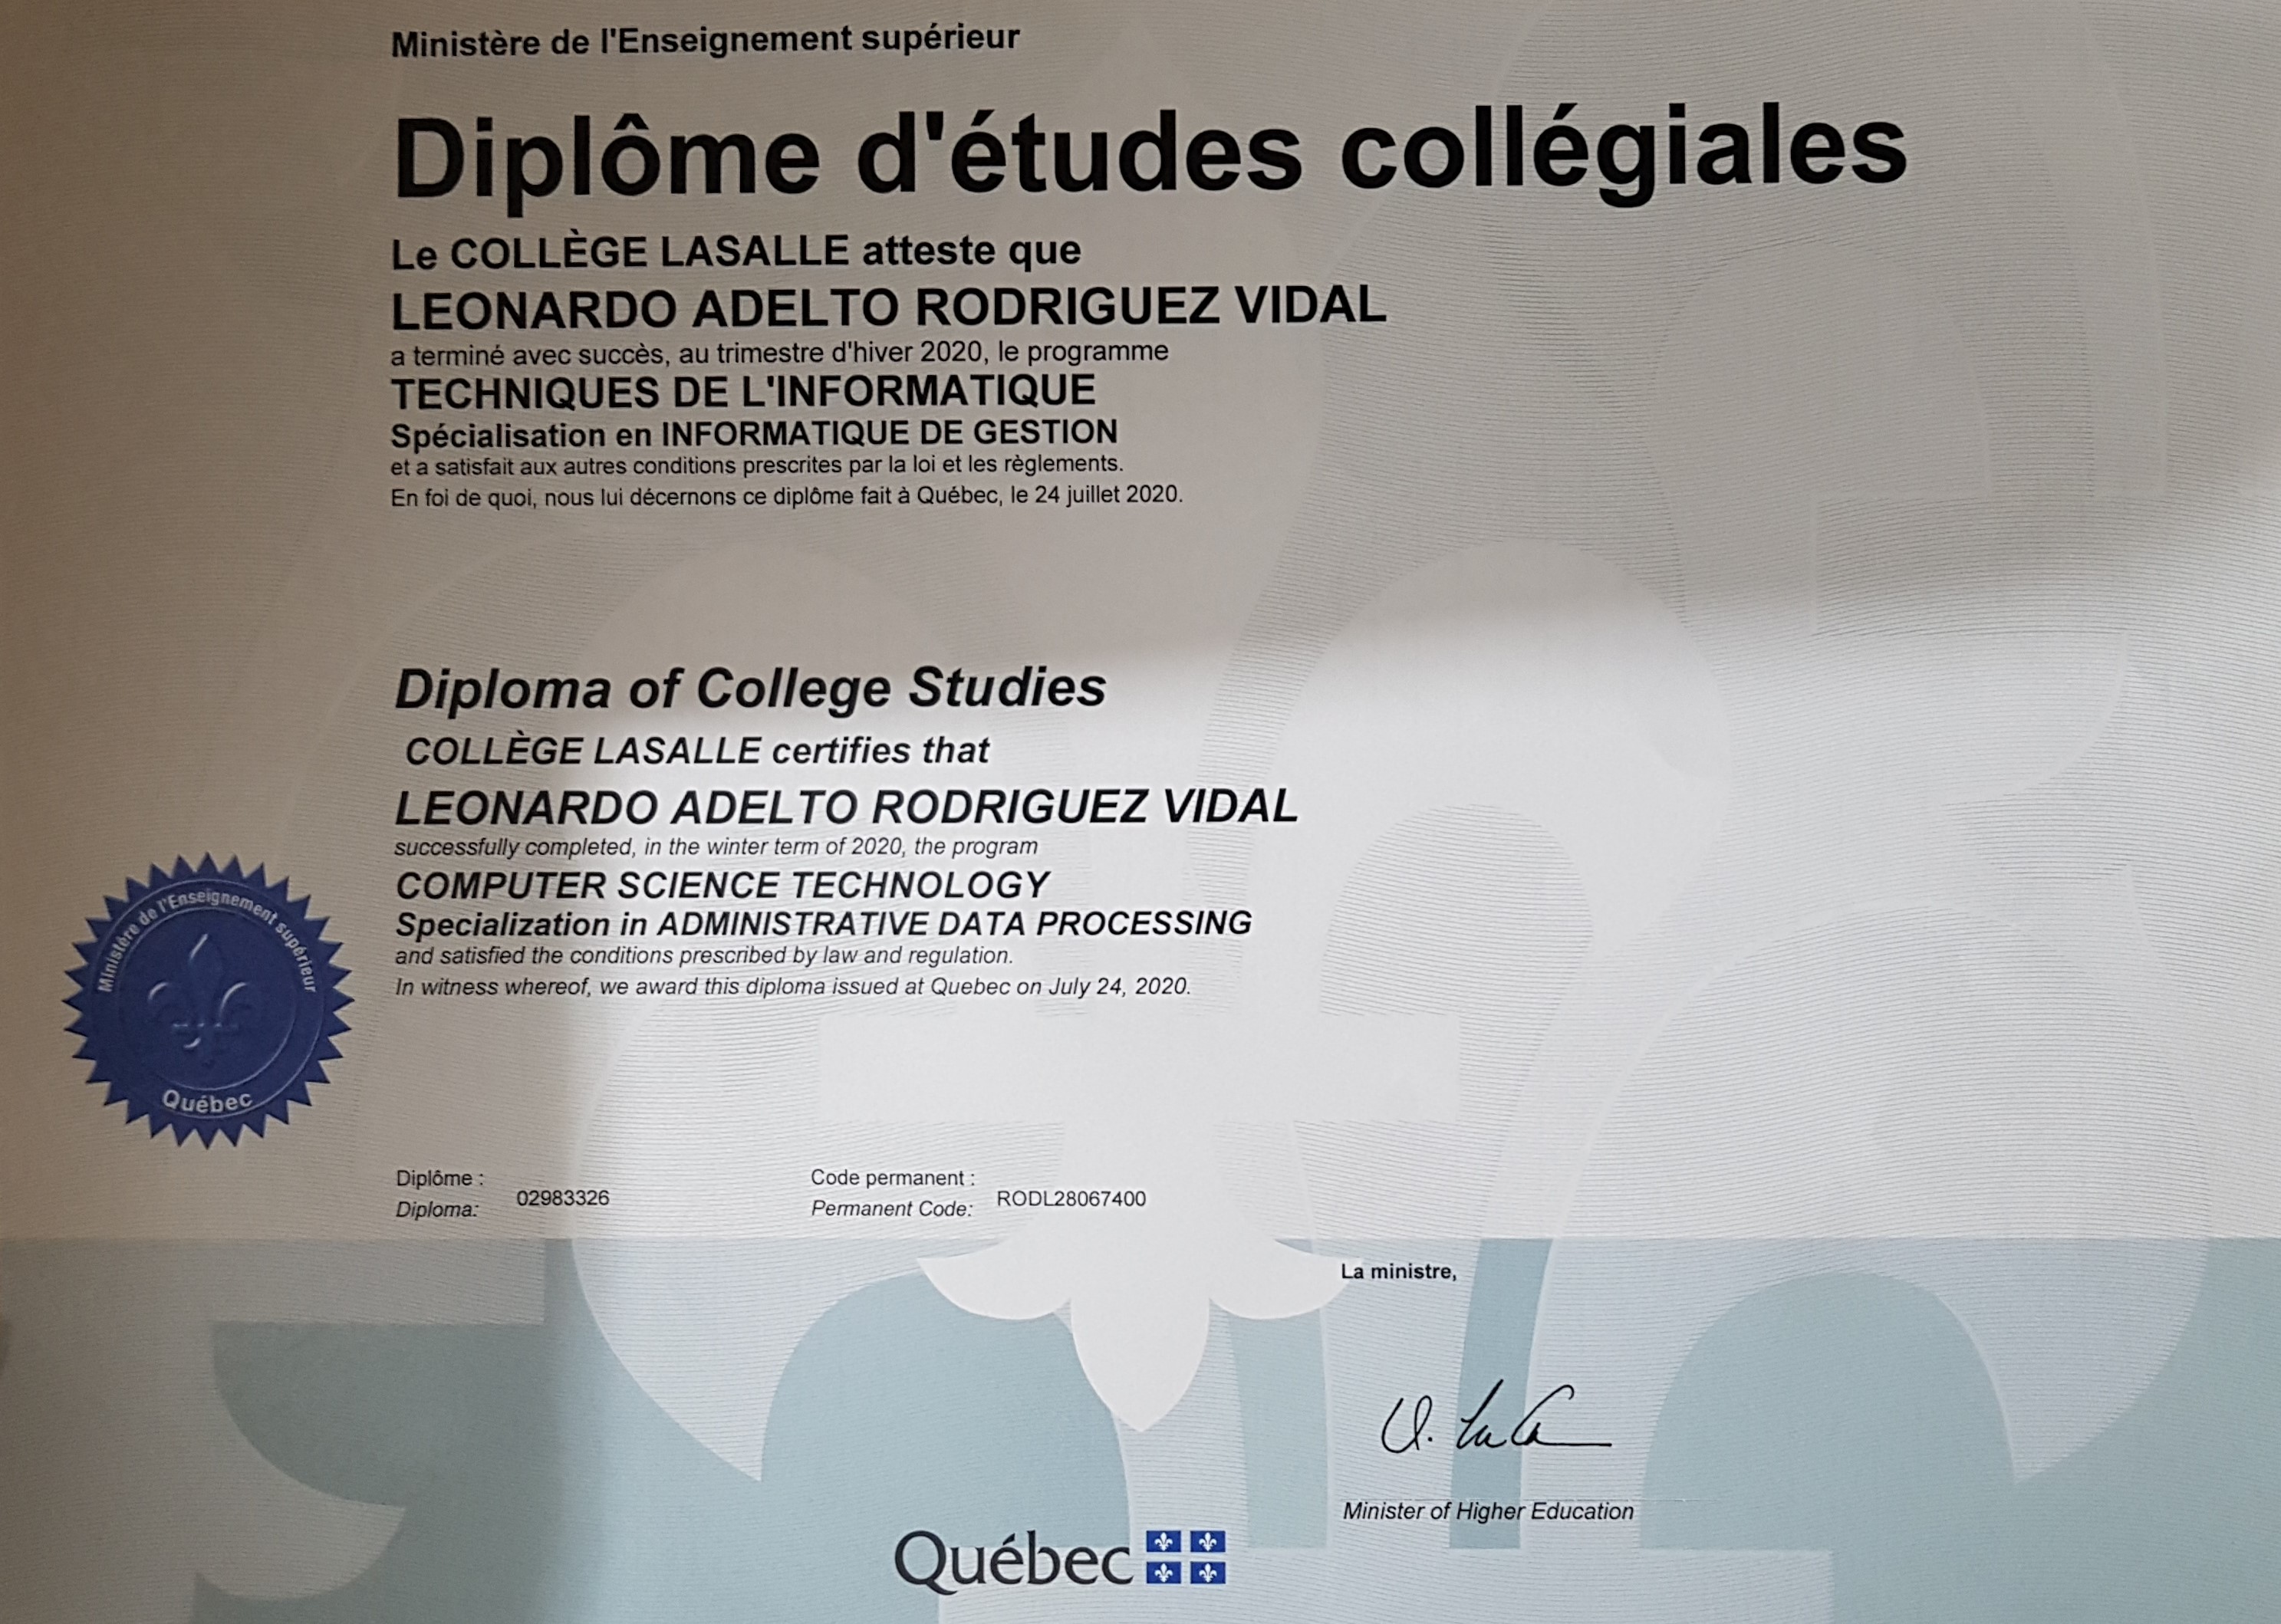 Ministère de l'Enseignement supérieur
Diplôme d'études collégiales
Le COLLÈGE LASALLE atteste que
LEONARDO ADELTO RODRIGUEZ VIDAL
a terminé avec succès, au trimestre d'hiver 2020, le programme
TECHNIQUES DE L'INFORMATIQUE
Spécialisation en INFORMATIQUE DE GESTION
et a satisfait aux autres conditions prescrites par la loi et les règlements.
En foi de quoi, nous lui décernons ce diplôme fait à Québec, le 24 juillet 2020.
Diploma of College Studies
COLLÈGE LASALLE certifies that
LEONARDO ADELTO RODRIGUEZ VIDAL
successfully completed, in the winter term of 2020, the program
COMPUTER SCIENCE TECHNOLOGY
Specialization in ADMINISTRATIVE DATA PROCESSING
and satisfied the conditions prescribed by law and regulation.
In witness whereof, we award this diploma issued at Quebec on July 24, 2020.
Ministère de l'Enseignement supérieur
Québec
Diplôme :
Diploma:
02983326
Code permanent :
Permanent Code:
RODL28067400
La ministre,
Minister of Higher Education
Québec